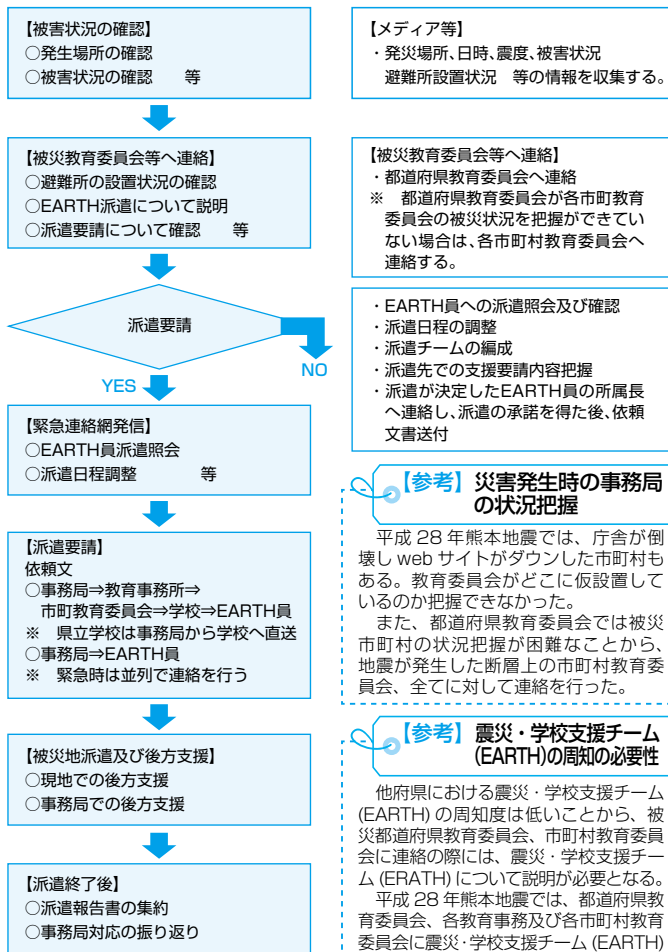 【被害状況の確認】
○発生場所の確認
○被害状況の確認　等
【メディア等】
・発災場所、日時、震度、被害状況
避難所設置状況　等の情報を収集する。
【被災教育委員会等へ連絡】
○避難所の設置状況の確認
○EARTH派遣について説明
○派遣要請について確認　等
【被災教育委員会等へ連絡】
・都道府県教育委員会へ連絡
※　都道府県教育委員会が各市町教育
委員会の被災状況を把握ができてい
ない場合は、各市町村教育委員会へ
連絡する。
派遣要請
NO
YES
・EARTH員への派遣照会及び確認
・派遣日程の調整
・派遣チームの編成
・派遣先での支援要請内容把握
・派遣が決定したEARTH員の所属長
へ連絡し、派遣の承諾を得た後、依頼
文書送付
【緊急連絡網発信】
○EARTH員派遣照会
○派遣日程調整　等
【派遣要請】
依頼文
○事務局⇒教育事務所⇒
市町教育委員会⇒学校⇒EARTH員
※　県立学校は事務局から学校へ直送
○事務局⇒EARTH員
※　緊急時は並列で連絡を行う
【被災地派遣及び後方支援】
○現地での後方支援
○事務局での後方支援
【派遣終了後】
○派遣報告書の集約
○事務局対応の振り返り
【参考】災害発生時の事務局
の状況把握
平成 28 年熊本地震では、庁舎が倒
壊し web サイトがダウンした市町村も
ある。教育委員会がどこに仮設置して
いるのか把握できなかった。
また、都道府県教育委員会では被災
市町村の状況把握が困難なことから、
地震が発生した断層上の市町村教育委
員会、全てに対して連絡を行った。
【参考】震災・学校支援チーム
(EARTH)の周知の必要性
他府県における震災・学校支援チーム
(EARTH) の周知度は低いことから、被
災都道府県教育委員会、市町村教育委員
会に連絡の際には、震災・学校支援チー
ム (ERATH) について説明が必要となる。
平成 28 年熊本地震では、都道府県教
育委員会、各教育事務及び各市町村教育
委員会に震災・学校支援チーム (EARTH)